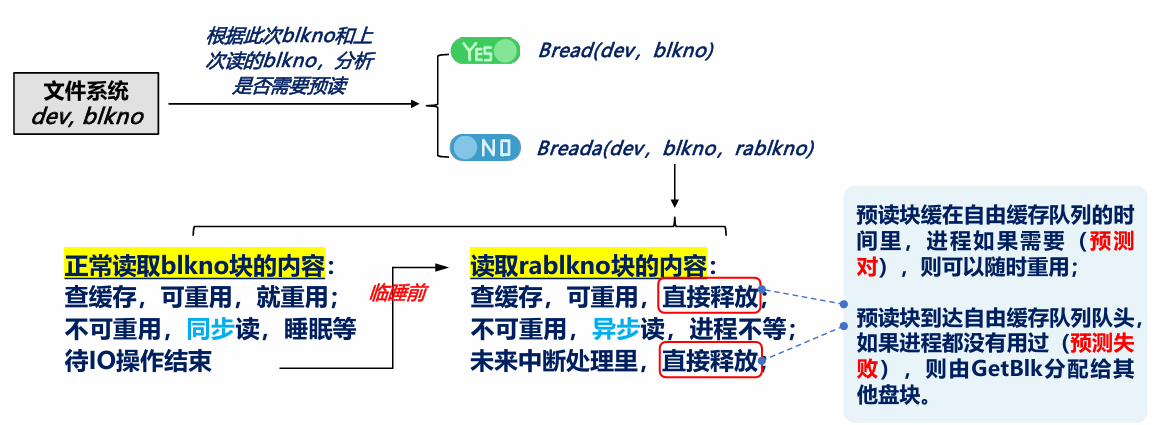 根据此次blkno和上
次读的blkno，分析
是否需要预读
文件系统
dev, blkno
YES
Bread(dev，blkno)
NO
Breada(dev，blkno，rablkno)
正常读取blkno块的内容：
查缓存，可重用，就重用；
不可重用，同步读，睡眠等
待IO操作结束
临睡前
读取rablkno块的内容：
查缓存，可重用，直接释放；
不可重用，异步读，进程不等；
未来中断处理里，直接释放；
预读块缓在自由缓存队列的时
间里，进程如果需要（预测
对），则可以随时重用；
预读块到达自由缓存队列队头，
如果进程都没有用过（预测失
败），则由GetBlk分配给其
他盘块。